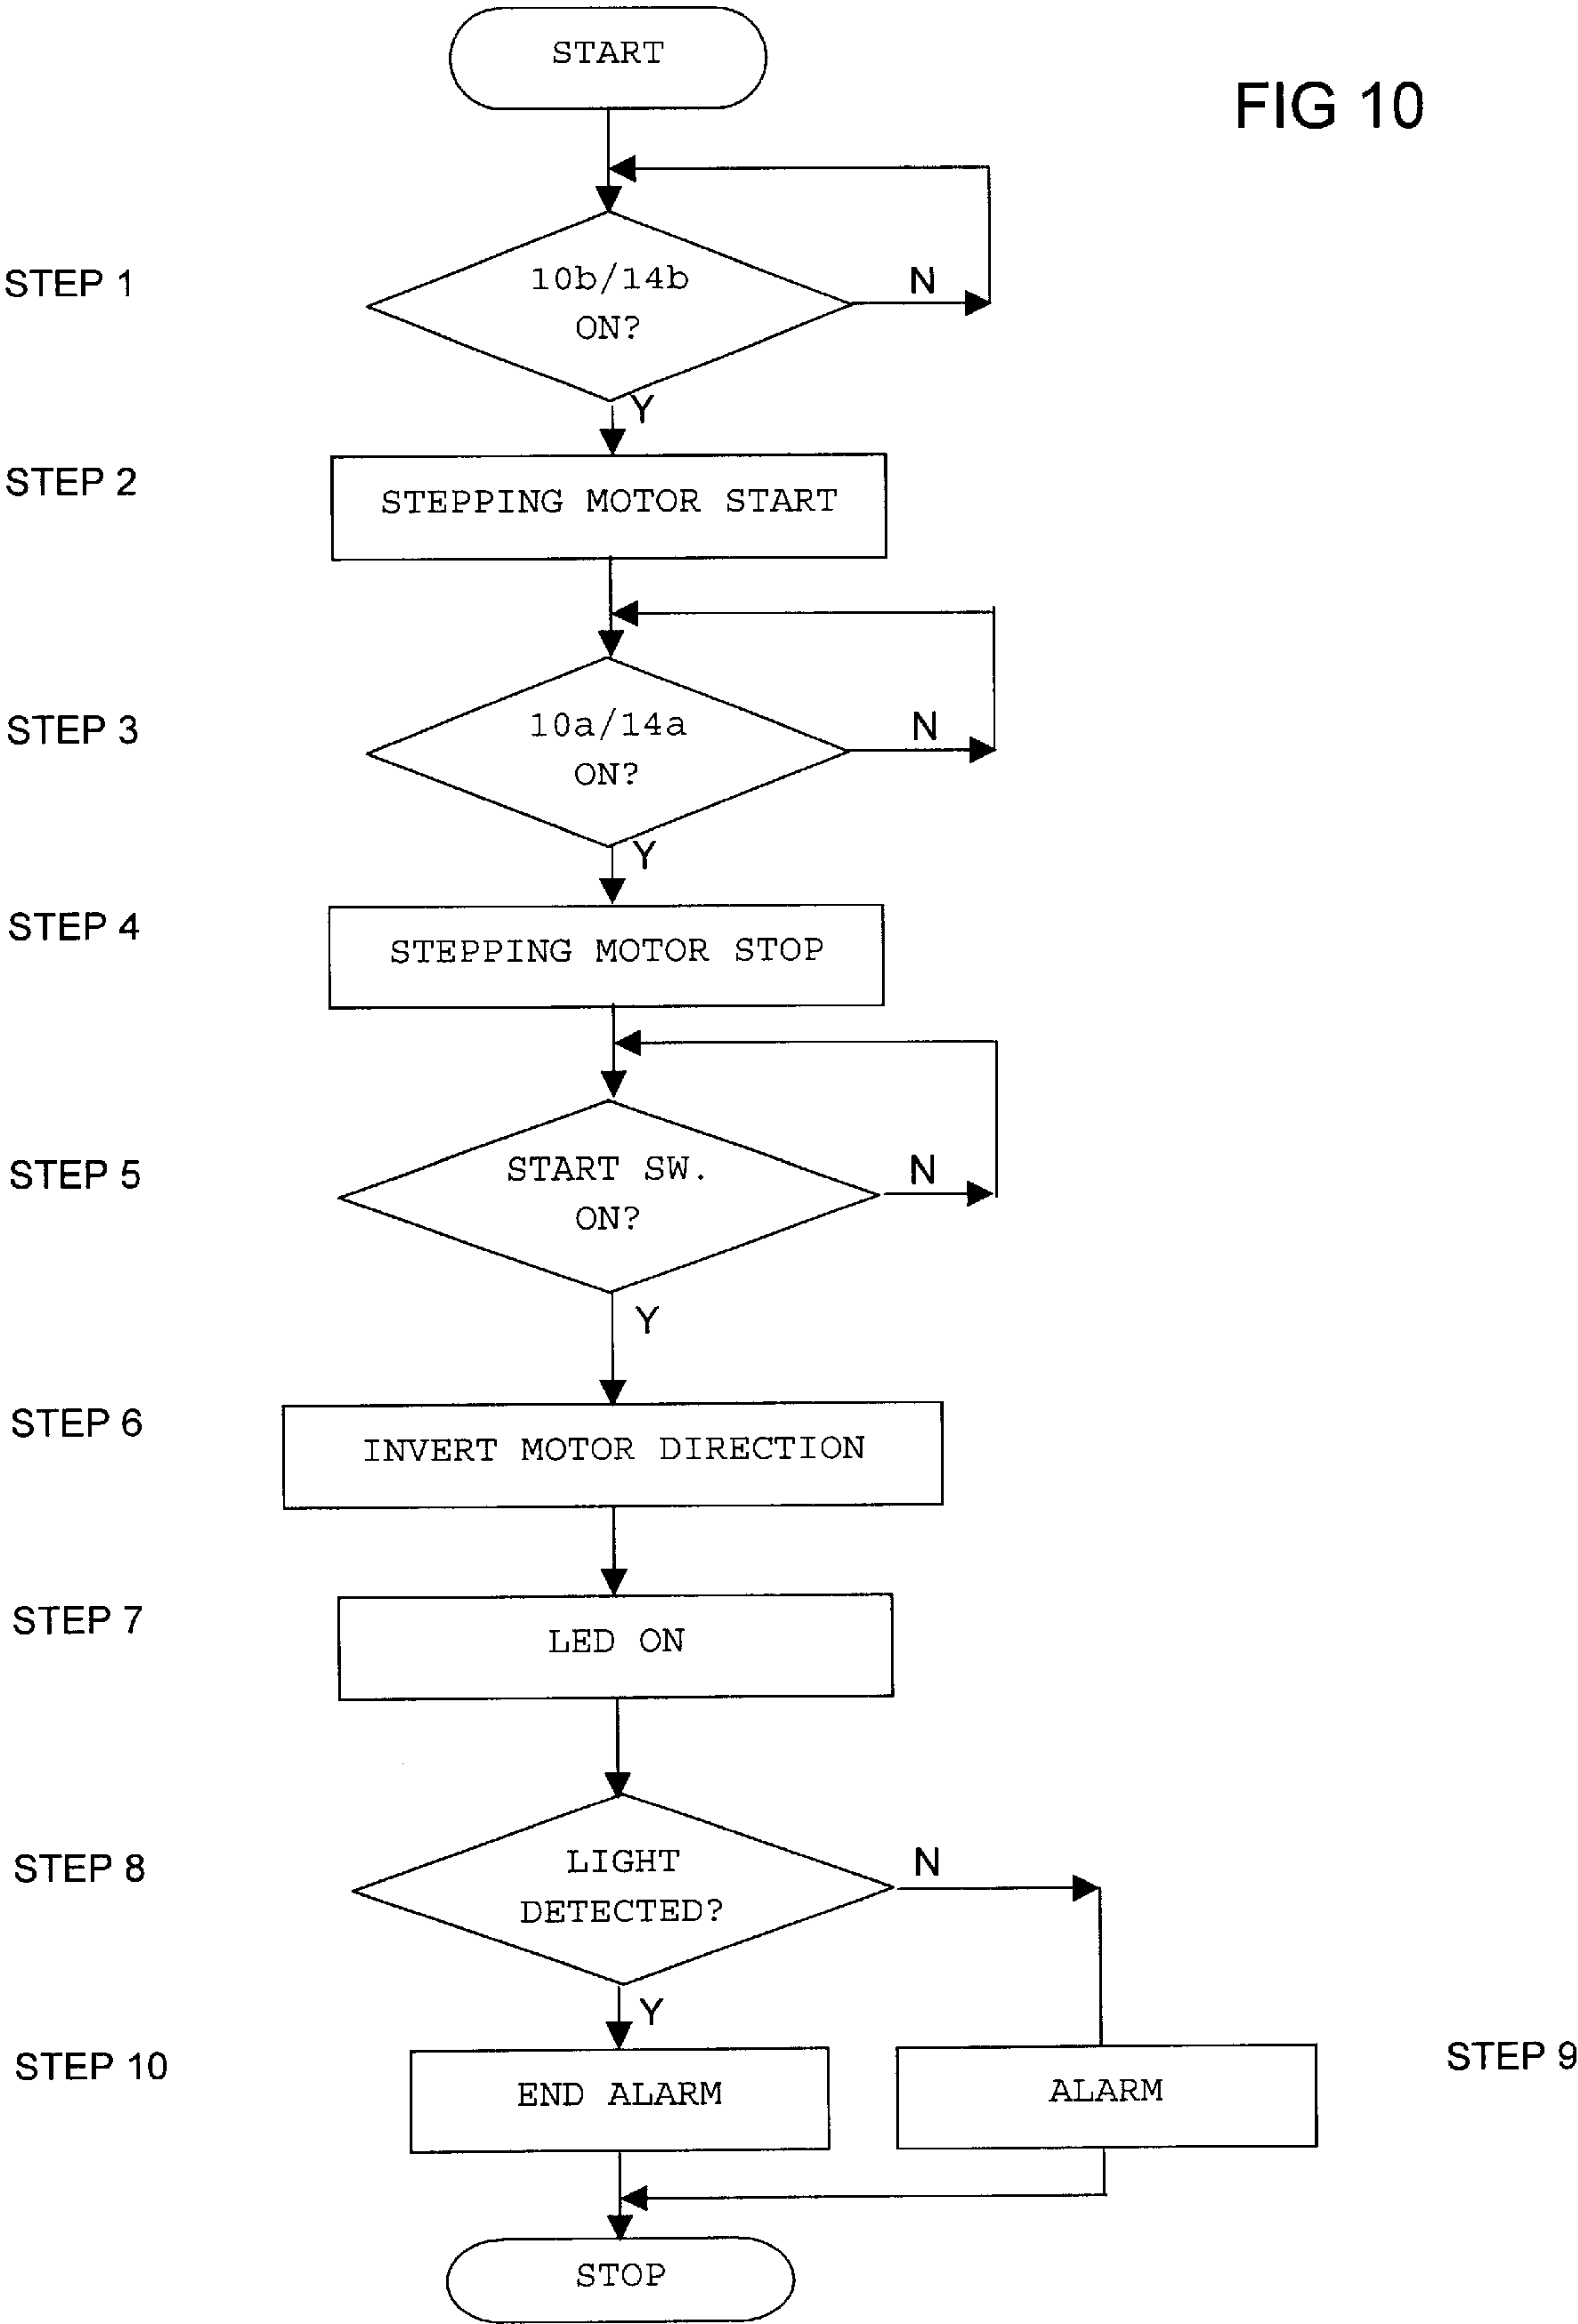 START
FIG 10
STEP 1
10b/14b
ON?
N
Y
STEP 2
STEPPING MOTOR START
STEP 3
10a/14a
ON?
N
Y
STEP 4
STEPPING MOTOR STOP
STEP 5
START SW.
ON?
N
Y
STEP 6
INVERT MOTOR DIRECTION
STEP 7
LED ON
STEP 8
LIGHT
DETECTED?
N
Y
STEP 10
END ALARM
ALARM
STEP 9
STOP